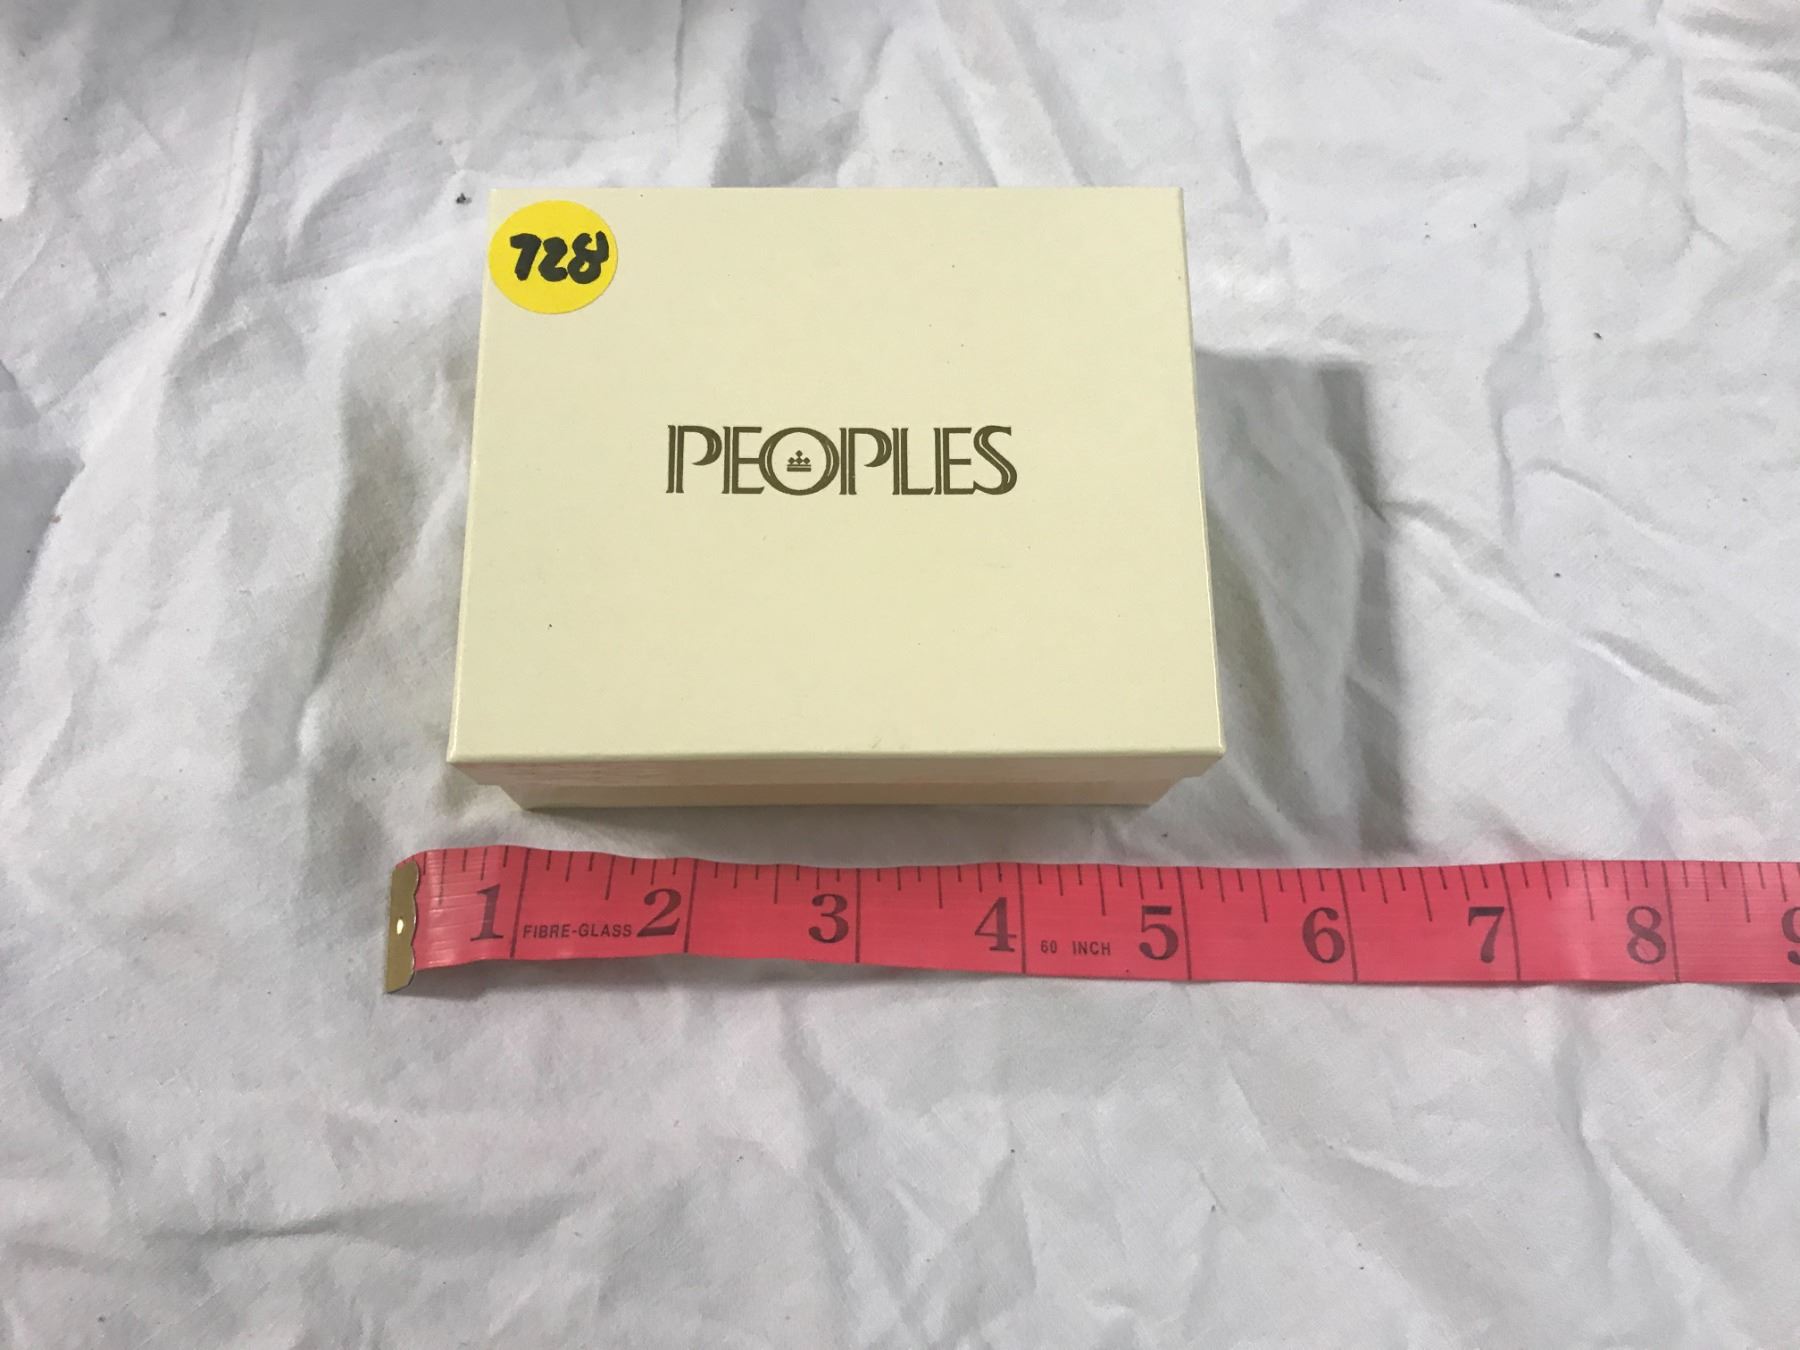 728
PEOPLES
1 FIBRE-GLASS 2 3 4 60 INCH 5 6 7 8 9